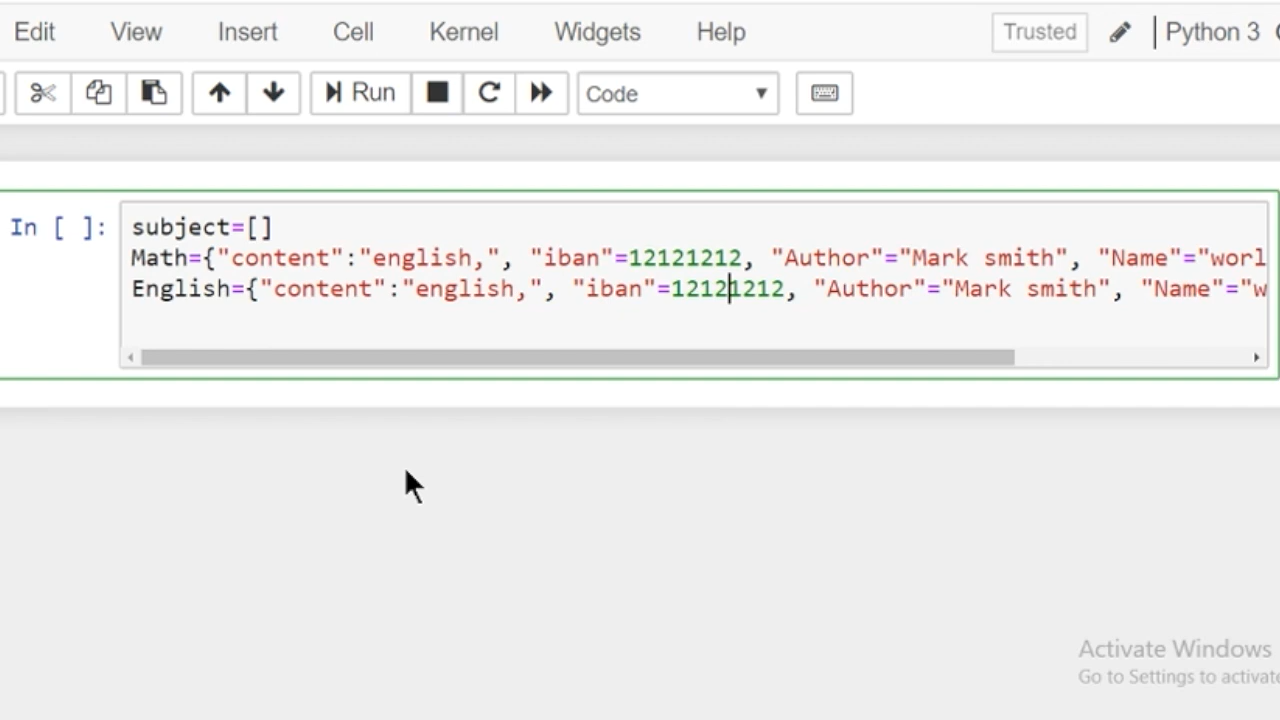 Edit View Insert Cell Kernel Widgets Help Trusted Python 3
Run Code
In [ ]: subject=[]
Math={"content":"english,", "iban"=12121212, "Author"="Mark smith", "Name"="worl
English={"content":"english,", "iban"=12121212, "Author"="Mark smith", "Name"="w
Activate Windows
Go to Settings to activate